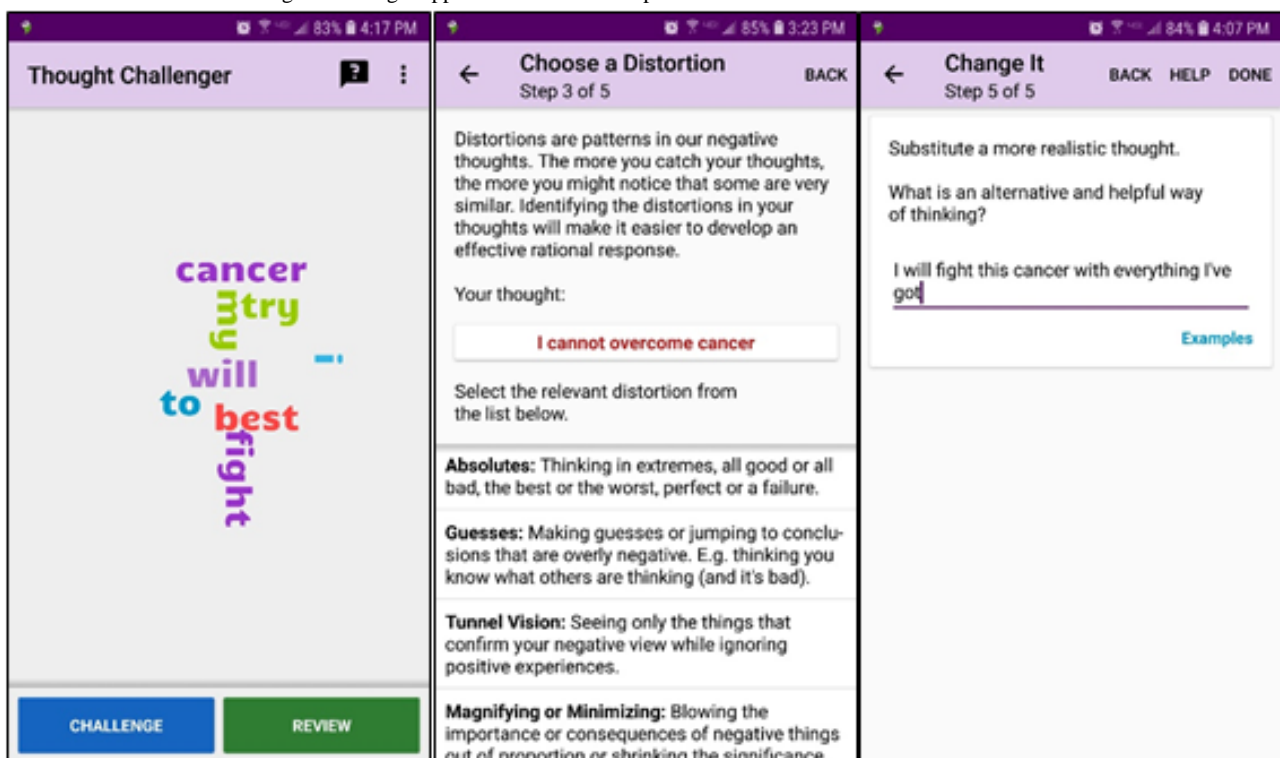 83% 4:17 PM
Thought Challenger
?
cancer
my
try
i
will
to
best
fight
CHALLENGE
REVIEW
85% 3:23 PM
Choose a Distortion
Step 3 of 5
BACK
Distortions are patterns in our negative
thoughts. The more you catch your thoughts,
the more you might notice that some are very
similar. Identifying the distortions in your
thoughts will make it easier to develop an
effective rational response.
Your thought:
I cannot overcome cancer
Select the relevant distortion from
the list below.
Absolutes: Thinking in extremes, all good or all
bad, the best or the worst, perfect or a failure.
Guesses: Making guesses or jumping to conclu-
sions that are overly negative. E.g. thinking you
know what others are thinking (and it's bad).
Tunnel Vision: Seeing only the things that
confirm your negative view while ignoring
positive experiences.
Magnifying or Minimizing: Blowing the
importance or consequences of negative things
out of proportion or shrinking the significance
84% 4:07 PM
Change It
Step 5 of 5
BACK HELP DONE
Substitute a more realistic thought.
What is an alternative and helpful way
of thinking?
I will fight this cancer with everything I've
got
Examples